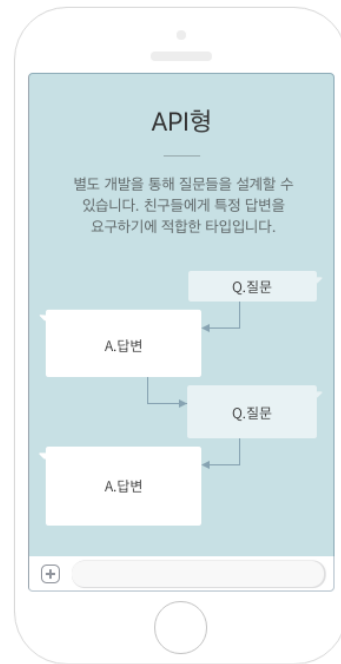 API형
별도 개발을 통해 질문들을 설계할 수
있습니다. 친구들에게 특정 답변을
요구하기에 적합한 타입입니다.
Q.질문
A.답변
Q.질문
A.답변